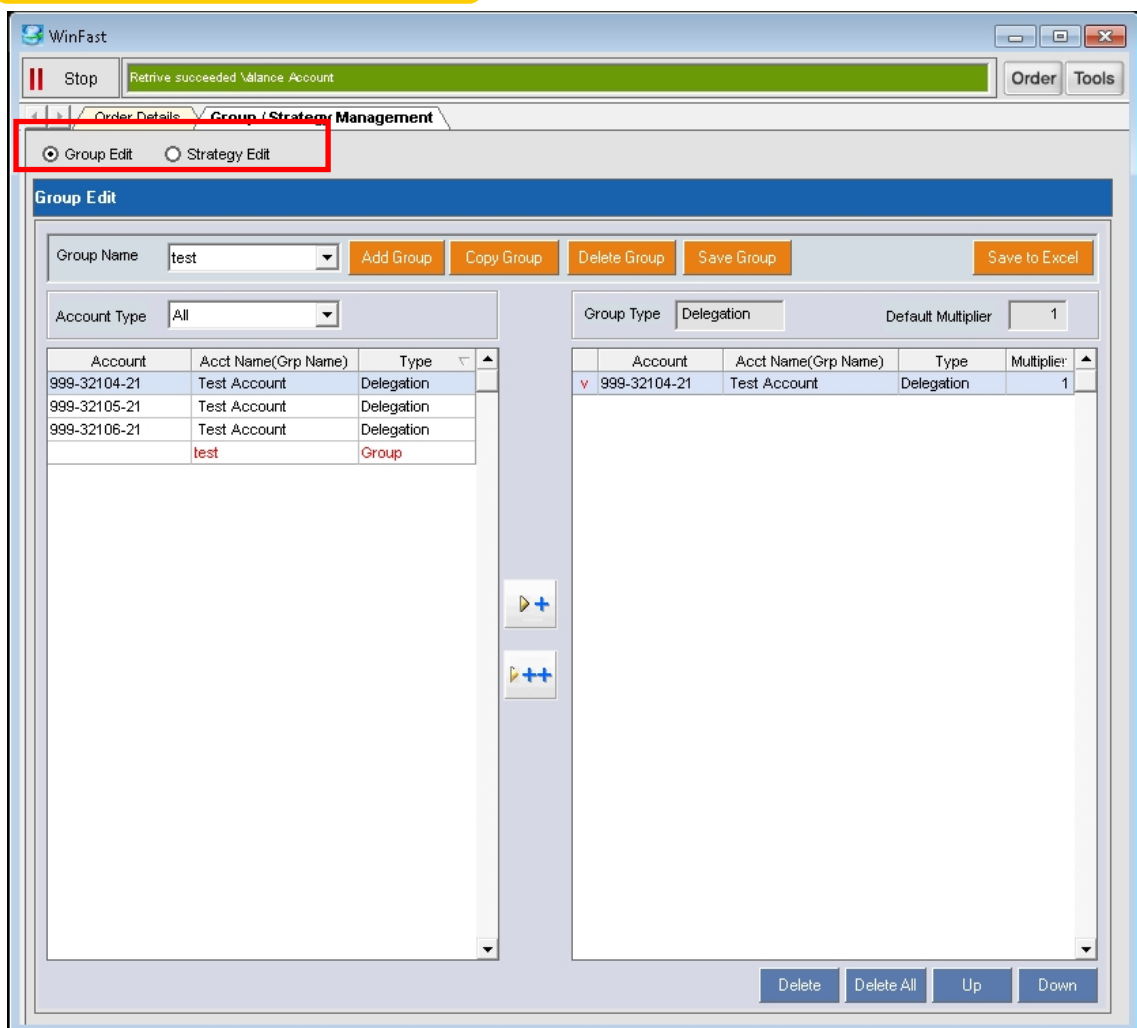 WinFast
Stop Retrive succeeded \álance Account Order Tools
Order Details Group / Strategy Management
Group Edit Strategy Edit
Group Edit
Group Name test Add Group Copy Group Delete Group Save Group Save to Excel
Account Type All Group Type Delegation Default Multiplier 1
Account Acct Name(Grp Name) Type Account Acct Name(Grp Name) Type Multiplier
999-32104-21 Test Account Delegation v 999-32104-21 Test Account Delegation 1
999-32105-21 Test Account Delegation
999-32106-21 Test Account Delegation
test Group
Delete Delete All Up Down